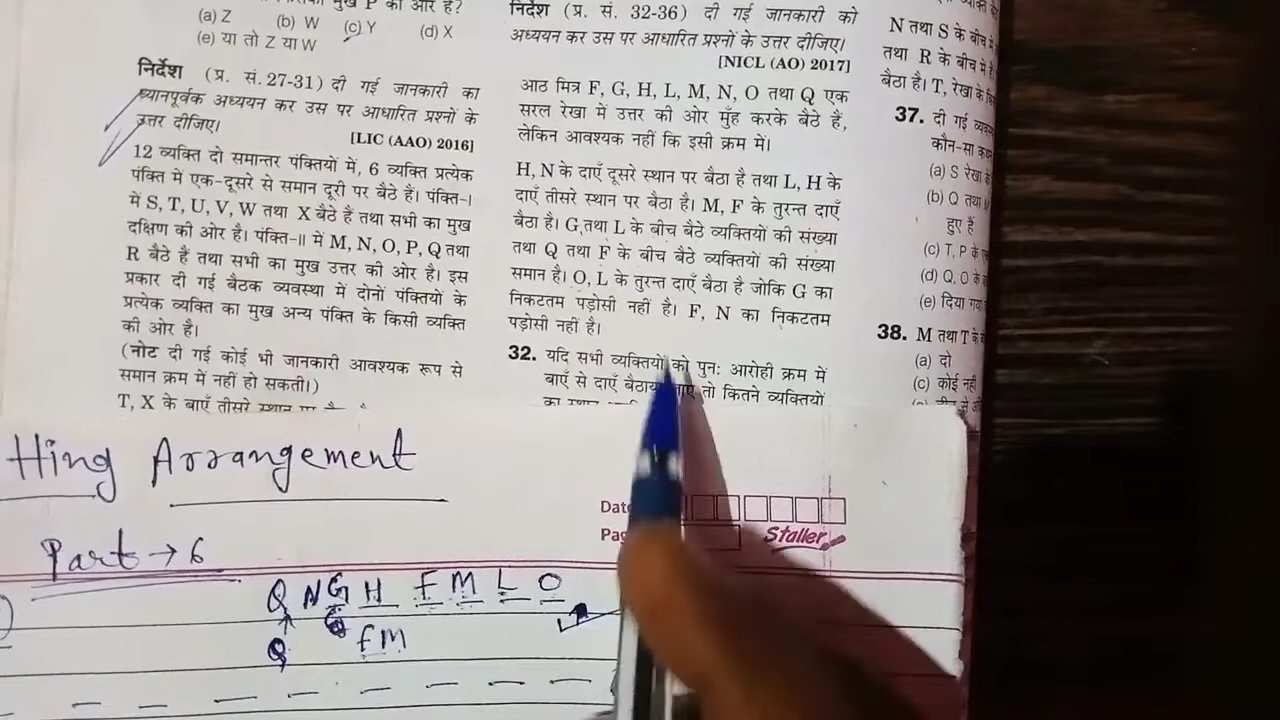 मुख P की ओर है?
(a) Z (b) W (c) Y (d) X
(e) या तो Z या W
निर्देश (प्र. सं. 27-31) दी गई जानकारी का
ध्यानपूर्वक अध्ययन कर उस पर आधारित प्रश्नों के
उत्तर दीजिए।
[LIC (AAO) 2016]
12 व्यक्ति दो समान्तर पंक्तियों में, 6 व्यक्ति प्रत्येक
पंक्ति में एक-दूसरे से समान दूरी पर बैठे हैं। पंक्ति-I
में S, T, U, V, W तथा X बैठे हैं तथा सभी का मुख
दक्षिण की ओर है। पंक्ति-II में M, N, O, P, Q तथा
R बैठे हैं तथा सभी का मुख उत्तर की ओर है। इस
प्रकार दी गई बैठक व्यवस्था में दोनों पंक्तियों के
प्रत्येक व्यक्ति का मुख अन्य पंक्ति के किसी व्यक्ति
की ओर है।
(नोट दी गई कोई भी जानकारी आवश्यक रूप से
समान क्रम में नहीं हो सकती।)
T, X के बाएँ तीसरे स्थान पर
निर्देश (प्र. सं. 32-36) दी गई जानकारी को
अध्ययन कर उस पर आधारित प्रश्नों के उत्तर दीजिए।
[NICL (AO) 2017]
आठ मित्र F, G, H, L, M, N, O तथा Q एक
सरल रेखा में उत्तर की ओर मुँह करके बैठे हैं,
लेकिन आवश्यक नहीं कि इसी क्रम में।
H, N के दाएँ दूसरे स्थान पर बैठा है तथा L, H के
दाएँ तीसरे स्थान पर बैठा है। M, F के तुरन्त दाएँ
बैठा है। G तथा L के बीच बैठे व्यक्तियों की संख्या
तथा Q तथा F के बीच बैठे व्यक्तियों की संख्या
समान है। O, L के तुरन्त दाएँ बैठा है जोकि G का
निकटतम पड़ोसी नहीं है। F, N का निकटतम
पड़ोसी नहीं है।
32. यदि सभी व्यक्तियों को पुनः आरोही क्रम में
बाएँ से दाएँ तो कितने व्यक्तियों
का स्थान
N तथा S के बीच में
तथा R के बीच में
बैठा है। T, रेखा के
37. दी गई
कौन-सा
(a) S रेखा
(b) Q तथा
हुए हैं
(c) T, P के
(d) Q, O के
(e) दिया गया
38. M तथा T के
(a) दो
(c) कोई नहीं
Hing Arrangement
Part → 6
Date
Pag
Staller
Q N G H F M L O
Q F M